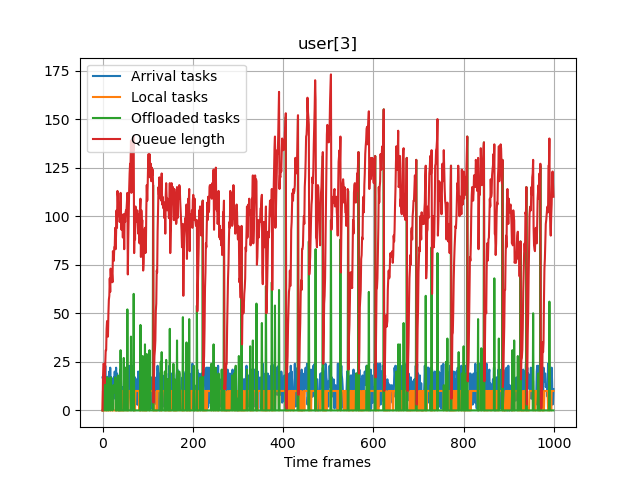 user[3]
Arrival tasks
Local tasks
Offloaded tasks
Queue length
175
150
125
100
75
50
25
0
0
200
400
600
800
1000
Time frames